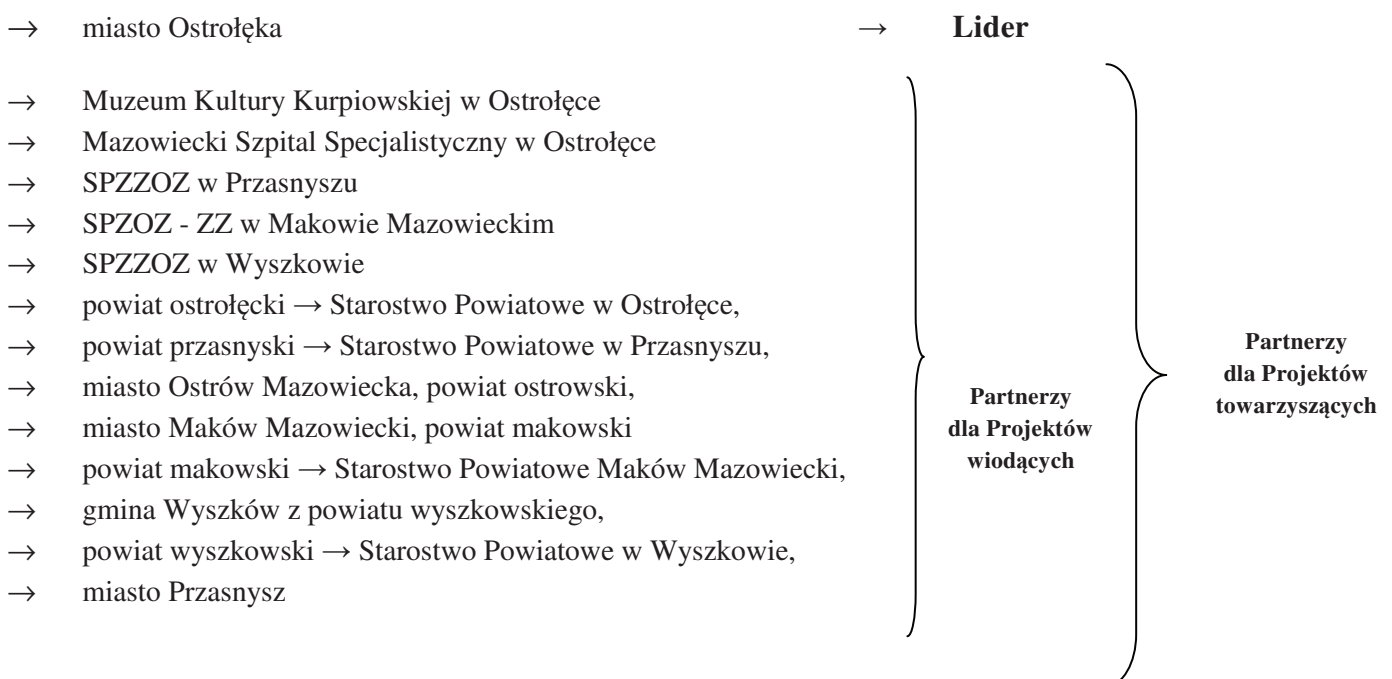 → miasto Ostrołęka → Lider
→ Muzeum Kultury Kurpiowskiej w Ostrołęce
→ Mazowiecki Szpital Specjalistyczny w Ostrołęce
→ SPZZOZ w Przasnyszu
→ SPZOZ - ZZ w Makowie Mazowieckim
→ SPZZOZ w Wyszkowie
→ powiat ostrołęcki → Starostwo Powiatowe w Ostrołęce,
→ powiat przasnyski → Starostwo Powiatowe w Przasnyszu,
→ miasto Ostrów Mazowiecka, powiat ostrowski,
→ miasto Maków Mazowiecki, powiat makowski
→ powiat makowski → Starostwo Powiatowe Maków Mazowiecki,
→ gmina Wyszków z powiatu wyszkowskiego,
→ powiat wyszkowski → Starostwo Powiatowe w Wyszkowie,
→ miasto Przasnysz
Partnerzy
dla Projektów
wiodących
Partnerzy
dla Projektów
towarzyszących